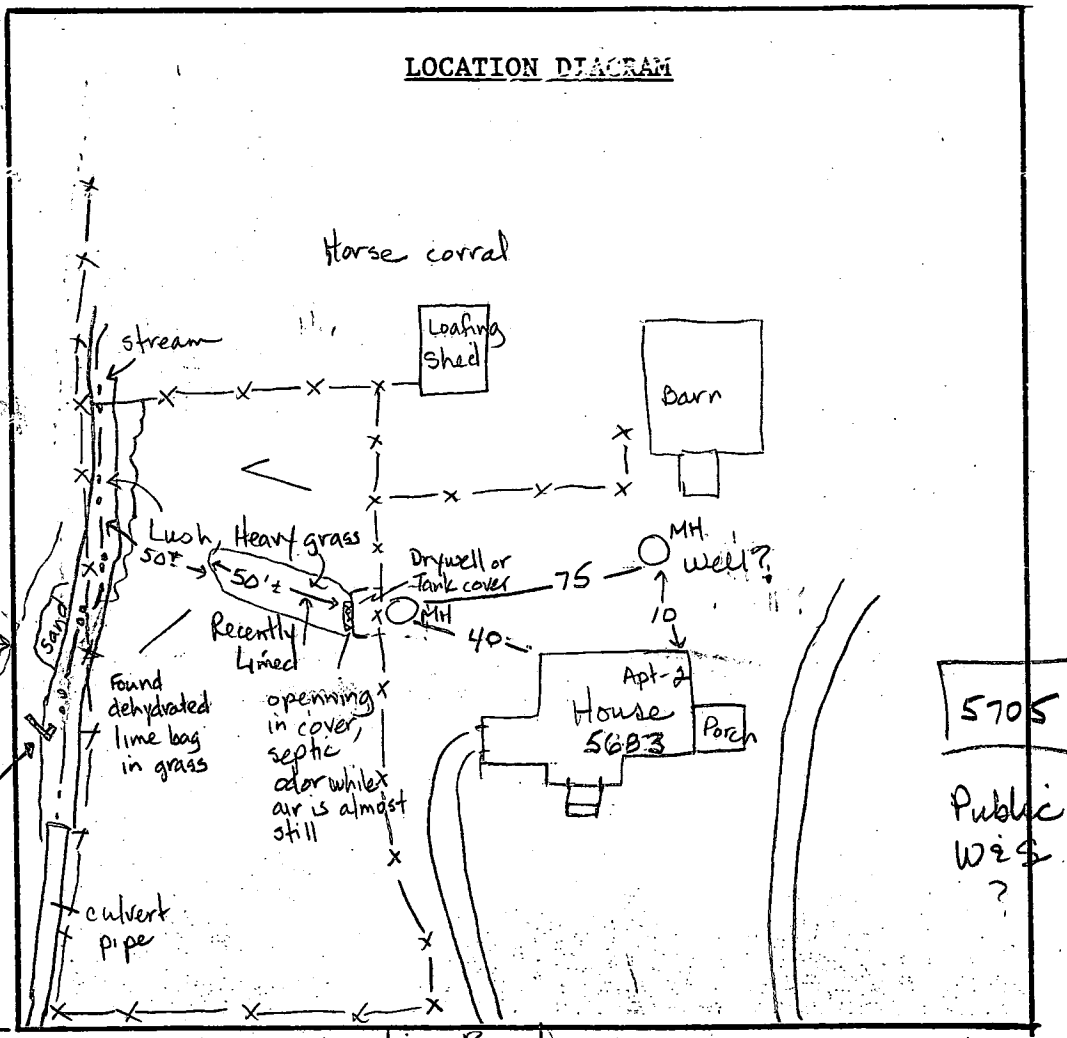 LOCATION DIAGRAM
Horse corral
stream
Loafing
Shed
Barn
Lush, Heavy grass
50'±
50'±
Drywell or
Tank cover
MH
75
MH
Well?
10
40
Recently
Limed
Sand
Found
dehydrated
lime bag
in grass
openning
in cover,
septic
odor while
air is almost
still
Apt-2
House
5683
Porch
5705
Public
W&S
?
culvert
pipe